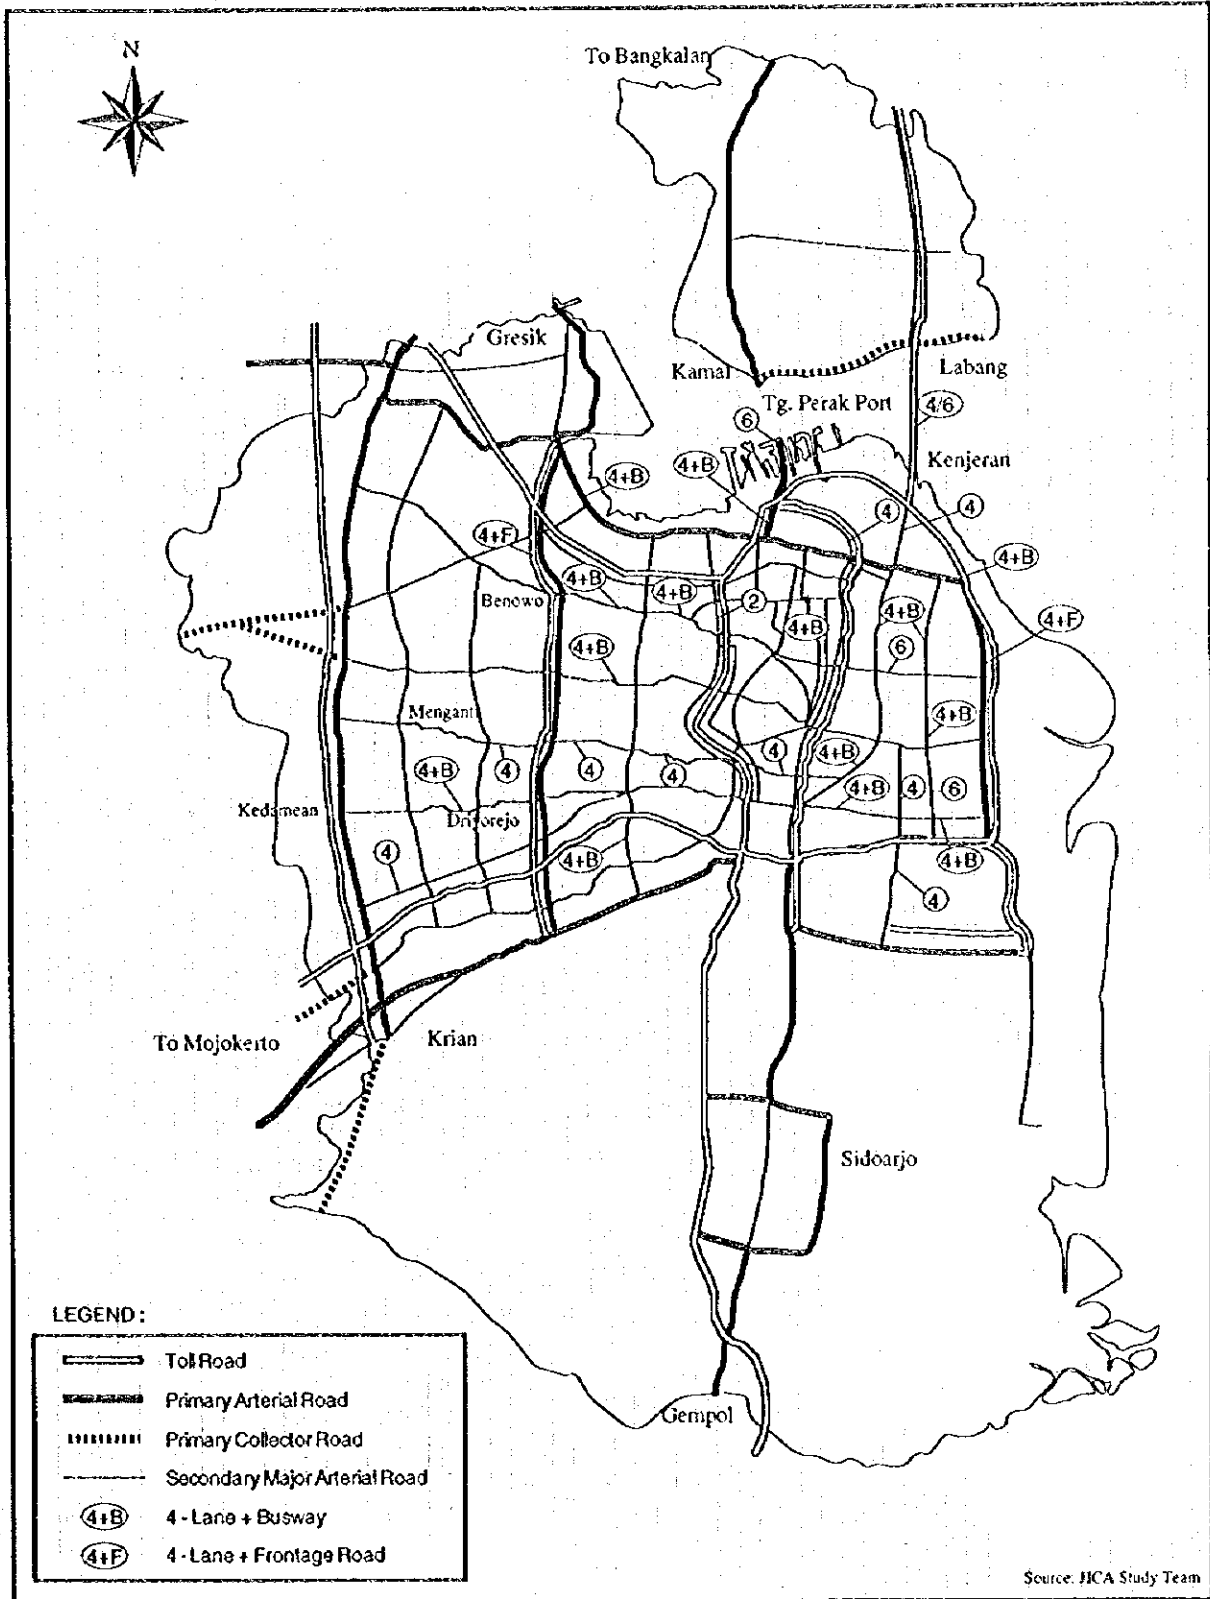 N
To Bangkalan
Gresik
Kamal
Labang
4/6
Tg. Perak Port
6
Kenjeran
4+B
4+B
4
4
4+F
4+B
4+B
4+B
Benowo
2
4+B
4+B
4+F
4+B
6
Menganti
4+B
4
4+B
4+B
4
4
4
4+B
4
6
Kedamean
Driyorejo
4
4+B
4+B
4
To Mojokerto
Krian
Sidoarjo
Gempol
LEGEND :
Toll Road
Primary Arterial Road
Primary Collector Road
Secondary Major Arterial Road
4+B 4 - Lane + Busway
4+F 4 - Lane + Frontage Road
Source: JICA Study Team